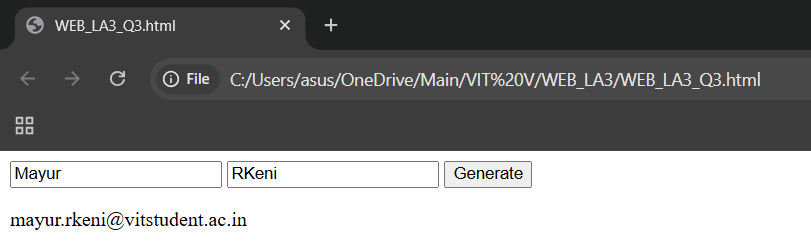 WEB_LA3_Q3.html
File C:/Users/asus/OneDrive/Main/VIT%20V/WEB_LA3/WEB_LA3_Q3.html
Mayur RKeni Generate
mayur.rkeni@vitstudent.ac.in